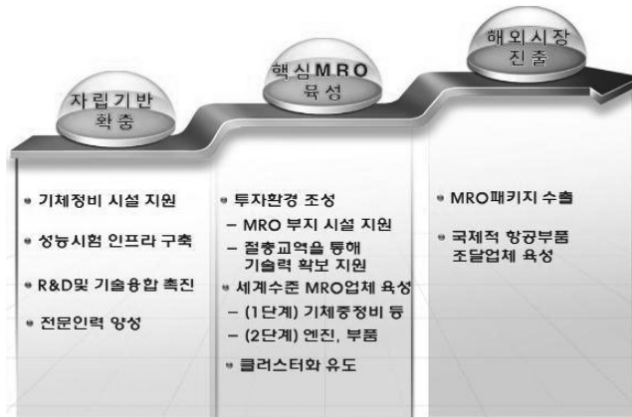 자립기반
확충
기체정비 시설 지원
성능시험 인프라 구축
R&D및 기술융합 촉진
전문인력 양성
핵심MRO
육성
투자환경 조성
– MRO 부지 시설 지원
– 절충교역을 통해
기술력 확보 지원
세계수준 MRO업체 육성
– (1단계) 기체중정비 등
– (2단계) 엔진, 부품
클러스터화 유도
해외시장
진출
MRO패키지 수출
국제적 항공부품
조달업체 육성